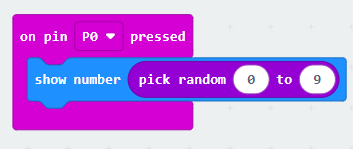 on pin P0 pressed
show number pick random 0 to 9